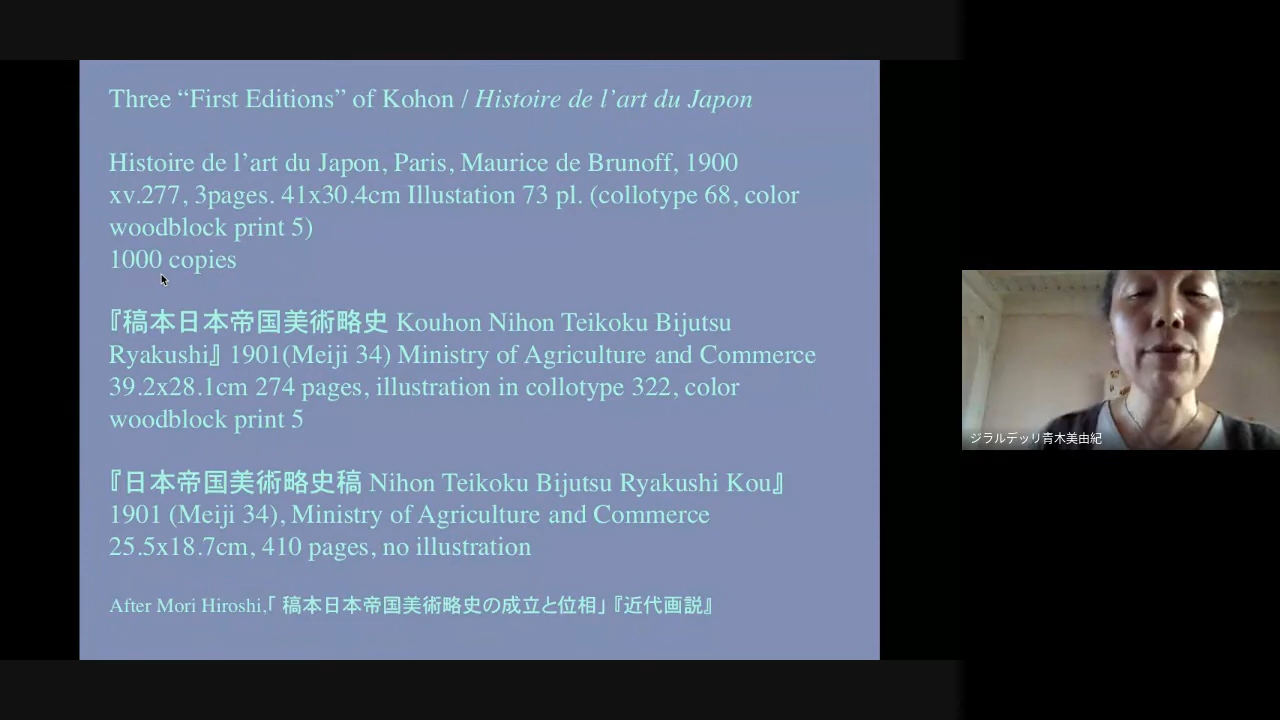 Three “First Editions” of Kohon / Histoire de l’art du Japon
Histoire de l’art du Japon, Paris, Maurice de Brunoff, 1900
xv.277, 3pages. 41x30.4cm Illustation 73 pl. (collotype 68, color
woodblock print 5)
1000 copies
『稿本日本帝国美術略史 Kouhon Nihon Teikoku Bijutsu
Ryakushi』 1901(Meiji 34) Ministry of Agriculture and Commerce
39.2x28.1cm 274 pages, illustration in collotype 322, color
woodblock print 5
『日本帝国美術略史稿 Nihon Teikoku Bijutsu Ryakushi Kou』
1901 (Meiji 34), Ministry of Agriculture and Commerce
25.5x18.7cm, 410 pages, no illustration
After Mori Hiroshi,「 稿本日本帝国美術略史の成立と位相」『近代画説』
ジラルデッリ青木美由紀